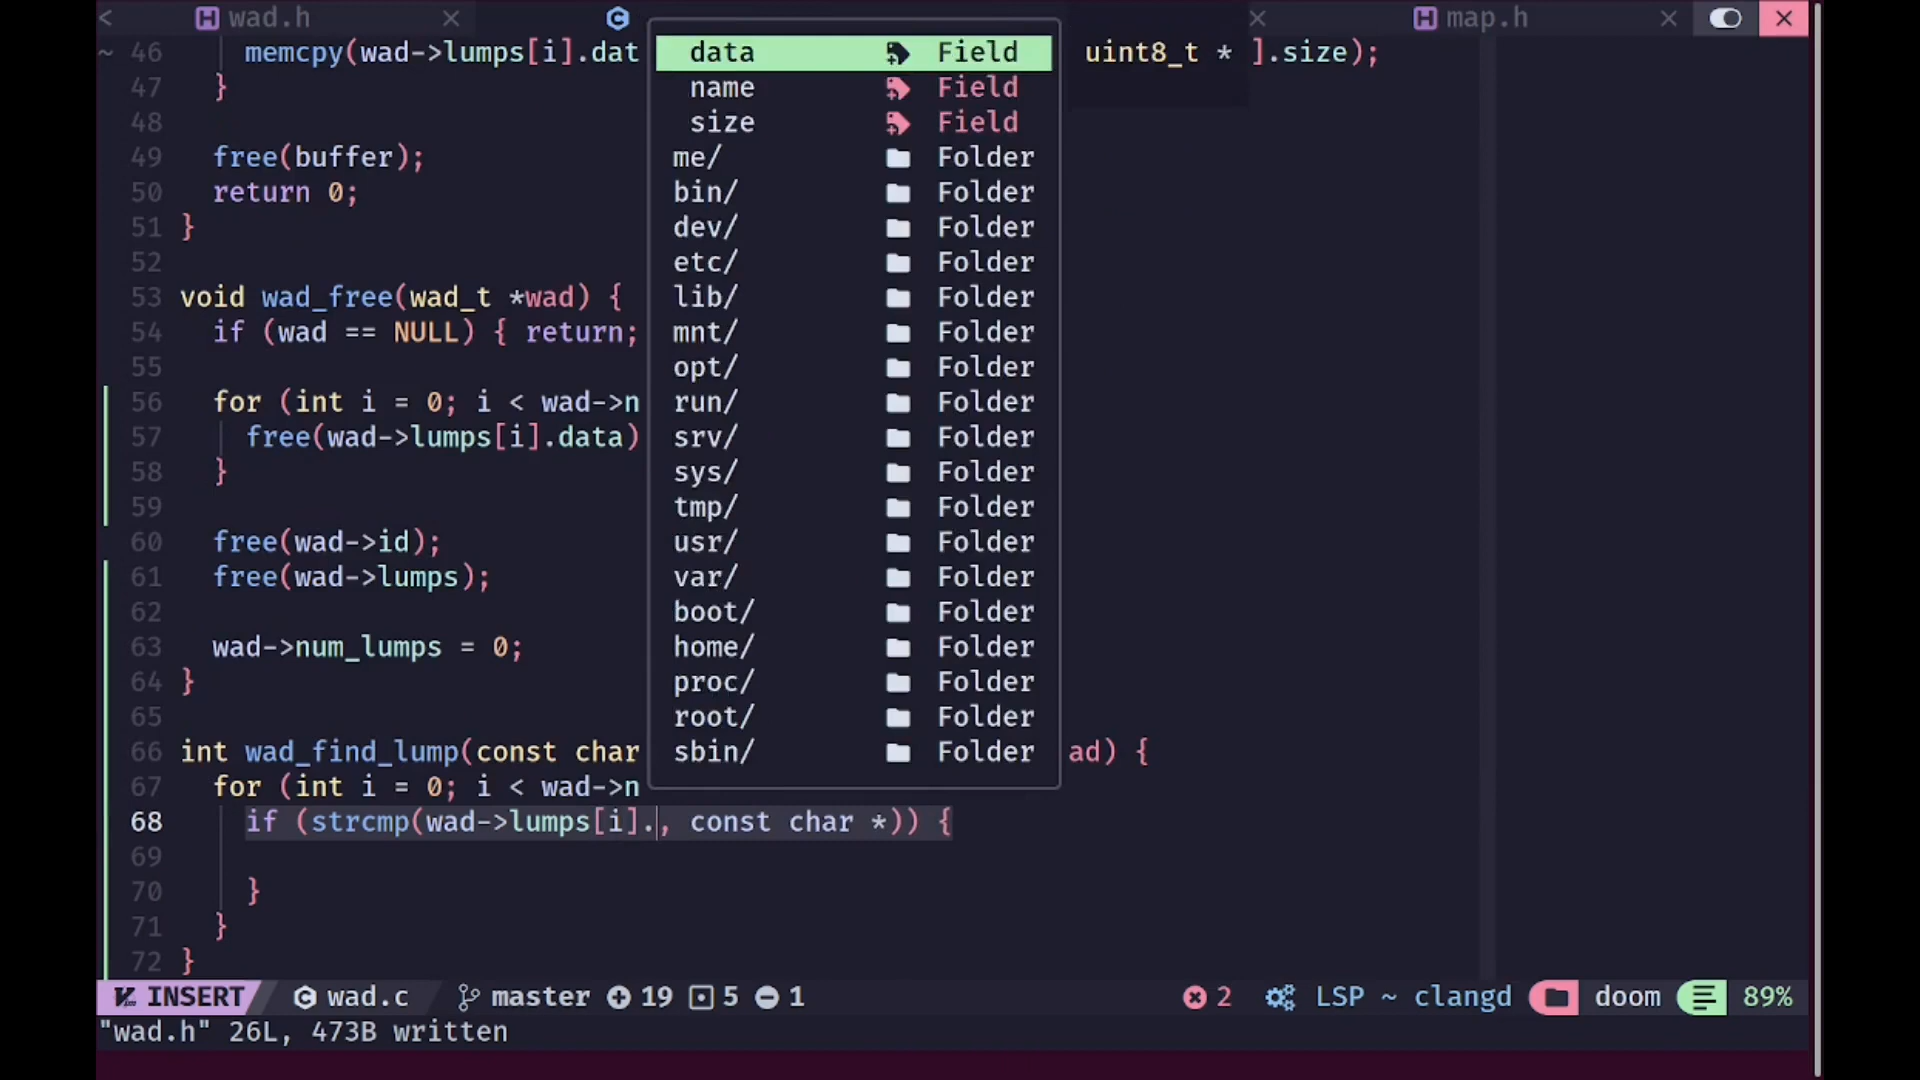 < wad.h map.h
~ 46 memcpy(wad->lumps[i].dat ].size);
47 }
48
49 free(buffer);
50 return 0;
51 }
52
53 void wad_free(wad_t *wad) {
54 if (wad == NULL) { return;
55
56 for (int i = 0; i < wad->n
57 free(wad->lumps[i].data)
58 }
59
60 free(wad->id);
61 free(wad->lumps);
62
63 wad->num_lumps = 0;
64 }
65
66 int wad_find_lump(const char ad) {
67 for (int i = 0; i < wad->n
68 if (strcmp(wad->lumps[i]., const char *)) {
69
70 }
71 }
72 }
data Field uint8_t *
name Field
size Field
me/ Folder
bin/ Folder
dev/ Folder
etc/ Folder
lib/ Folder
mnt/ Folder
opt/ Folder
run/ Folder
srv/ Folder
sys/ Folder
tmp/ Folder
usr/ Folder
var/ Folder
boot/ Folder
home/ Folder
proc/ Folder
root/ Folder
sbin/ Folder
INSERT wad.c master 19 5 1 2 LSP ~ clangd doom 89%
"wad.h" 26L, 473B written